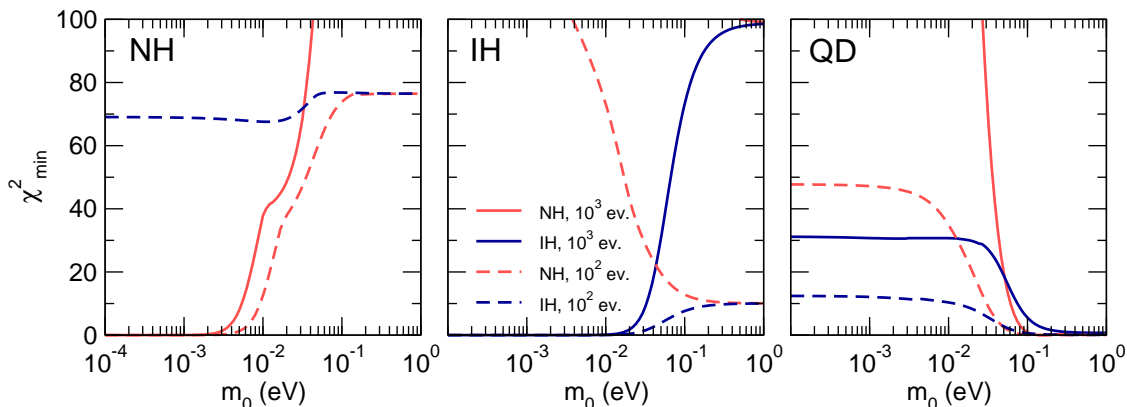 NH
IH
QD
100
80
60
40
20
0
χ²min
NH, 10³ ev.
IH, 10³ ev.
NH, 10² ev.
IH, 10² ev.
10⁻⁴ 10⁻³ 10⁻² 10⁻¹ 10⁰
10⁻³ 10⁻² 10⁻¹ 10⁰
10⁻³ 10⁻² 10⁻¹ 10⁰
m₀ (eV)
m₀ (eV)
m₀ (eV)